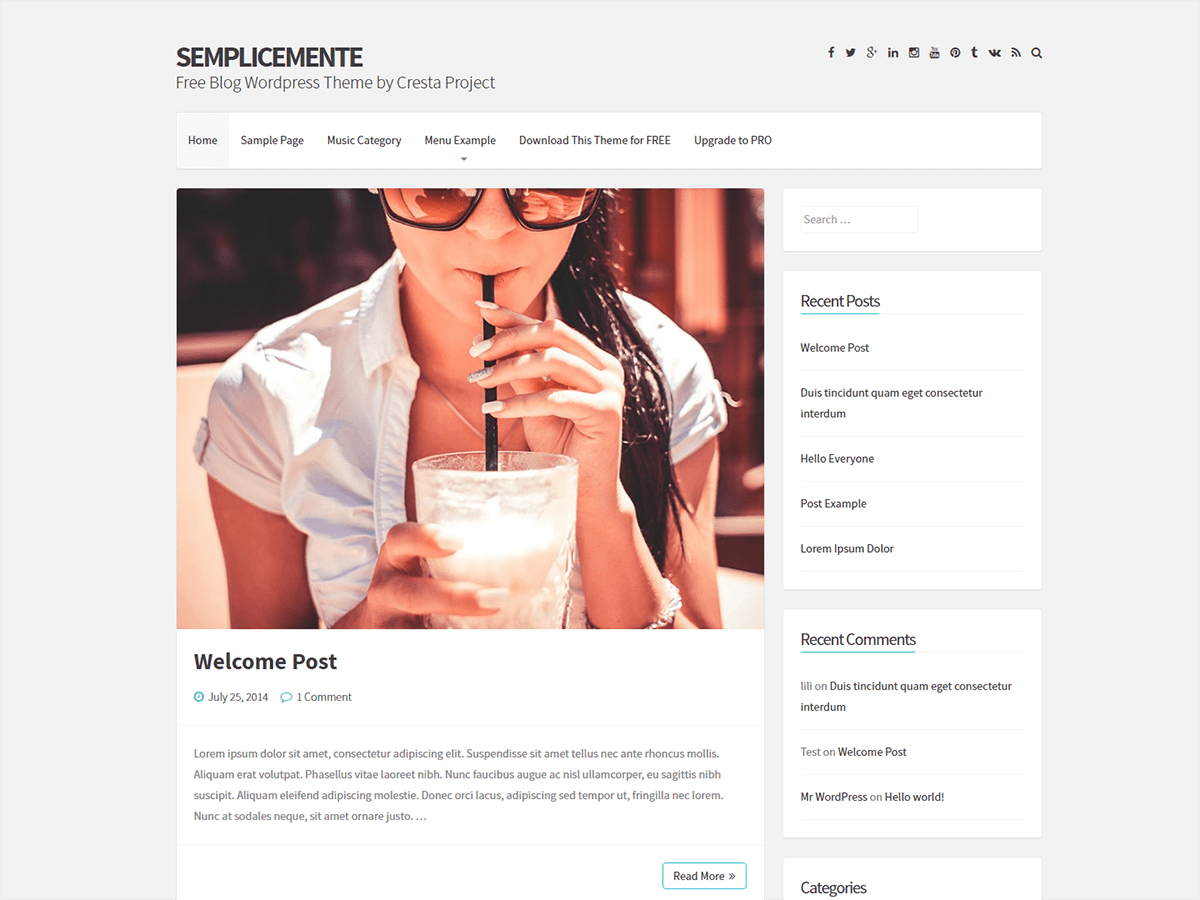 SEMPLICEMENTE
Free Blog Wordpress Theme by Cresta Project
Home Sample Page Music Category Menu Example Download This Theme for FREE Upgrade to PRO
Welcome Post
July 25, 2014 1 Comment
Lorem ipsum dolor sit amet, consectetur adipiscing elit. Suspendisse sit amet tellus nec ante rhoncus mollis.
Aliquam erat volutpat. Phasellus vitae laoreet nibh. Nunc faucibus augue ac nisl ullamcorper, eu sagittis nibh
suscipit. Aliquam eleifend adipiscing molestie. Donec orci lacus, adipiscing sed tempor ut, fringilla nec lorem.
Nunc at sodales neque, sit amet ornare justo. …
Read More »
Search …
Recent Posts
Welcome Post
Duis tincidunt quam eget consectetur
interdum
Hello Everyone
Post Example
Lorem Ipsum Dolor
Recent Comments
lili on Duis tincidunt quam eget consectetur
interdum
Test on Welcome Post
Mr WordPress on Hello world!
Categories